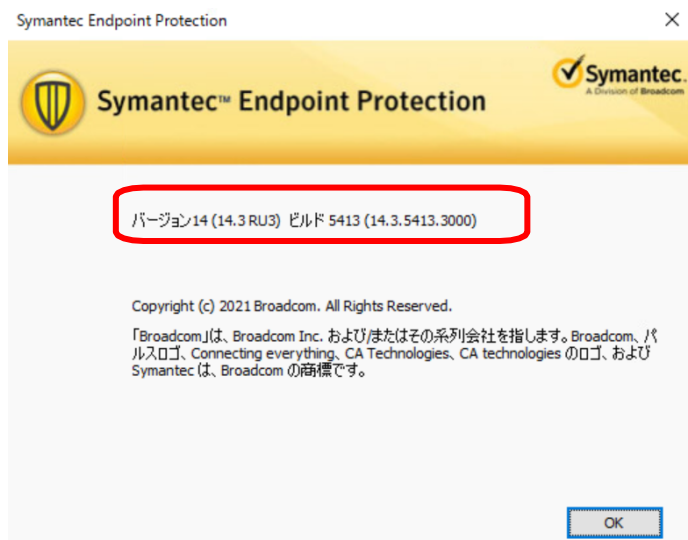 Symantec Endpoint Protection
Symantec™ Endpoint Protection
Symantec.
A Division of Broadcom
バージョン14 (14.3 RU3) ビルド 5413 (14.3.5413.3000)
Copyright (c) 2021 Broadcom. All Rights Reserved.
「Broadcom」は、Broadcom Inc. および/またはその系列会社を指します。Broadcom、パ
ルスロゴ、Connecting everything、CA Technologies、CA technologies のロゴ、および
Symantec は、Broadcom の商標です。
OK